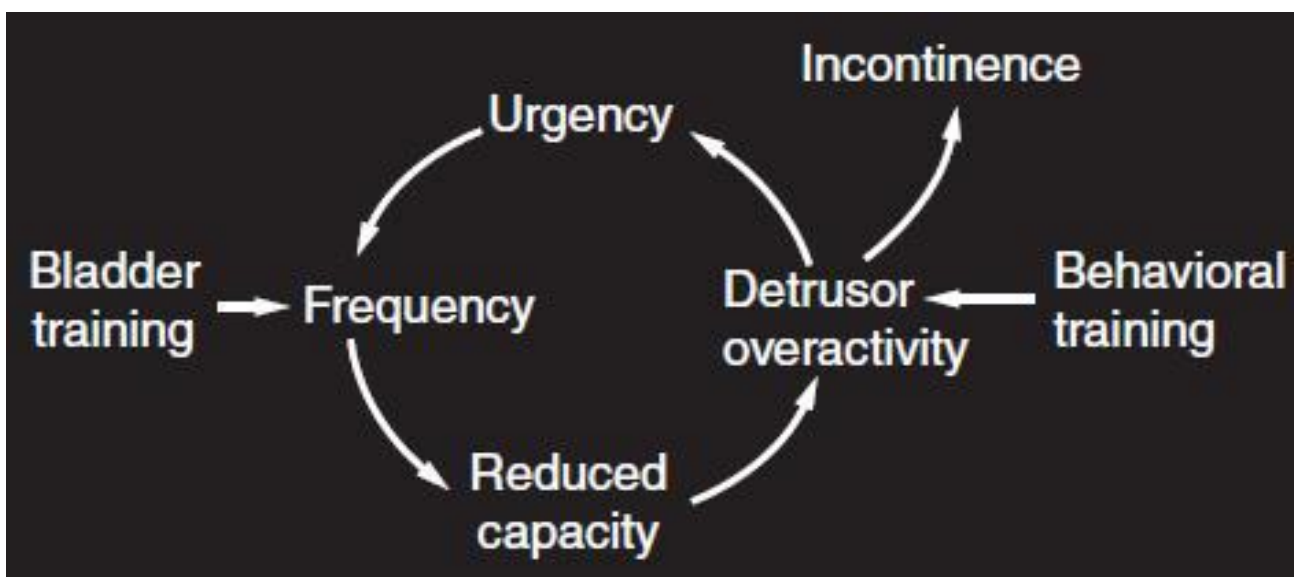 Incontinence
Urgency
Bladder
training
Frequency
Detrusor
overactivity
Behavioral
training
Reduced
capacity